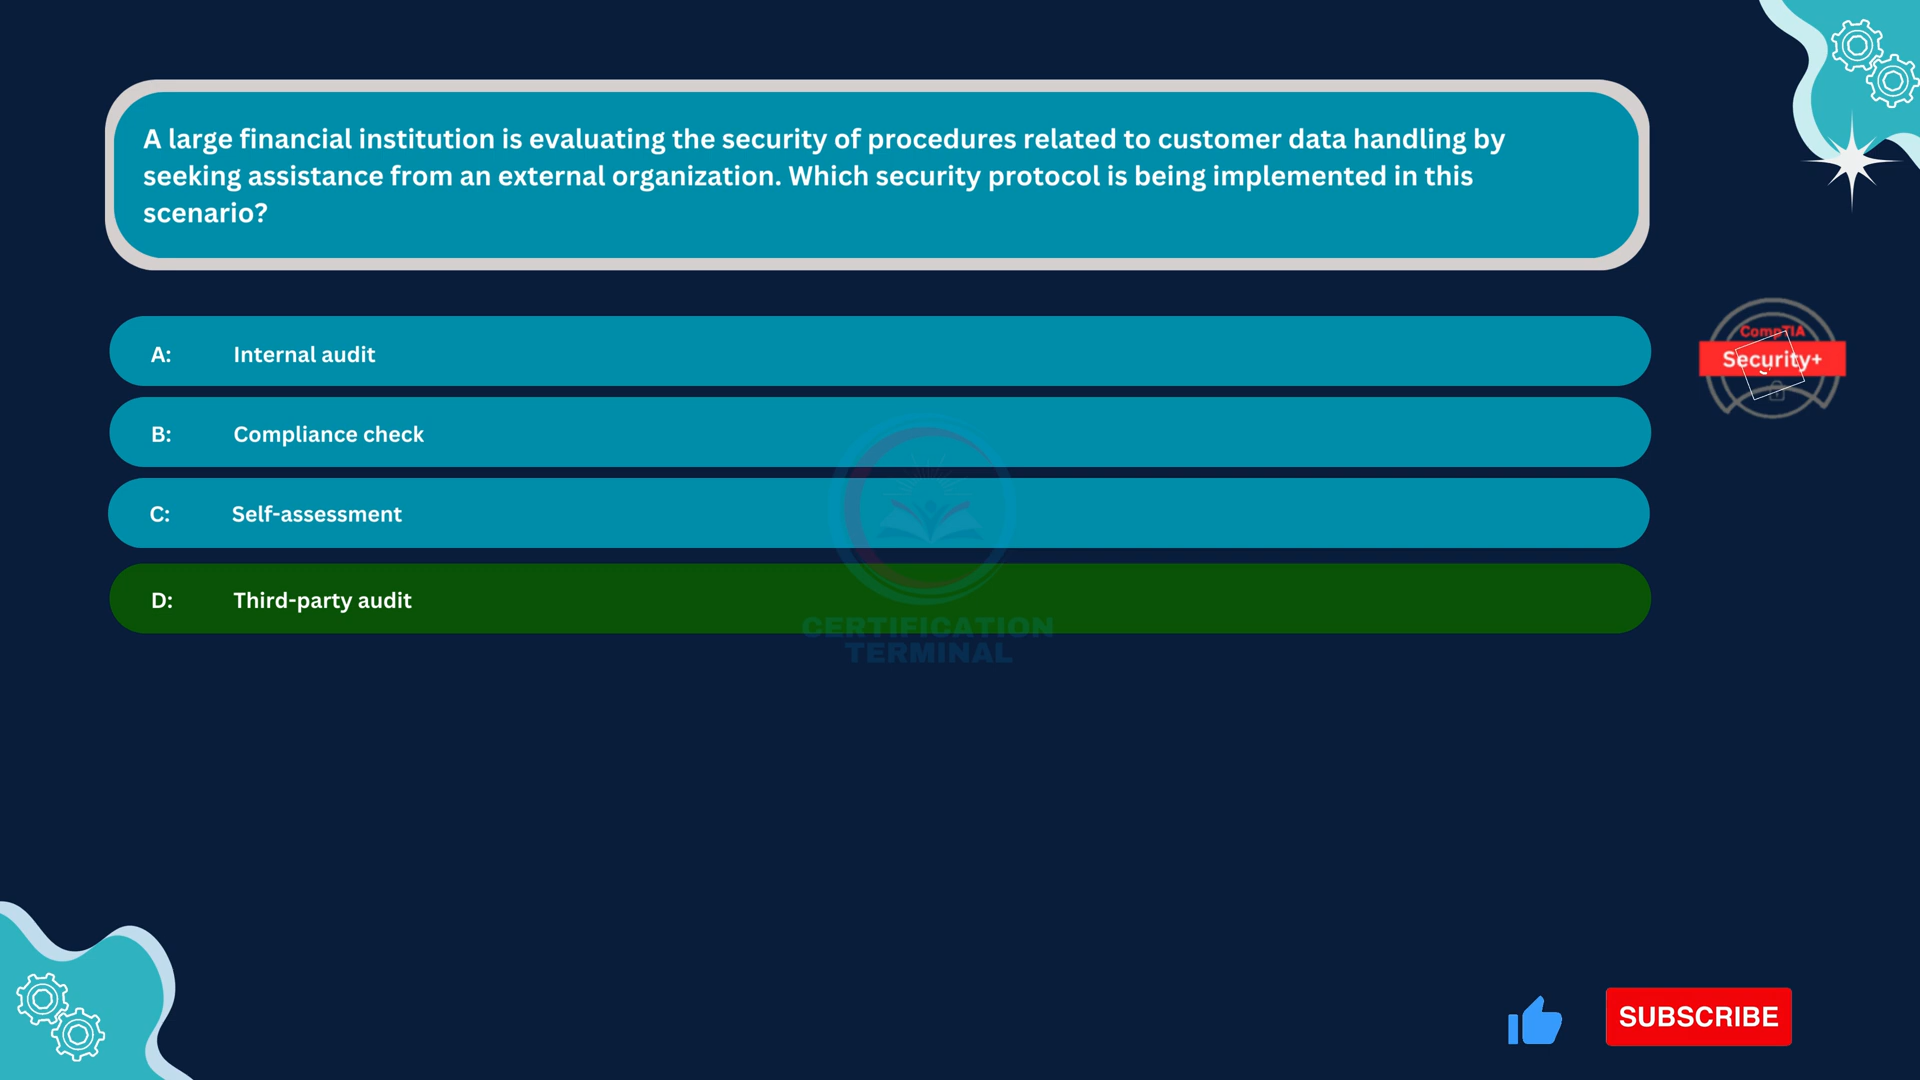 A large financial institution is evaluating the security of procedures related to customer data handling by
seeking assistance from an external organization. Which security protocol is being implemented in this
scenario?
A: Internal audit
CompTIA
Security+
B: Compliance check
C: Self-assessment
D: Third-party audit
CERTIFICATION
TERMINAL
SUBSCRIBE